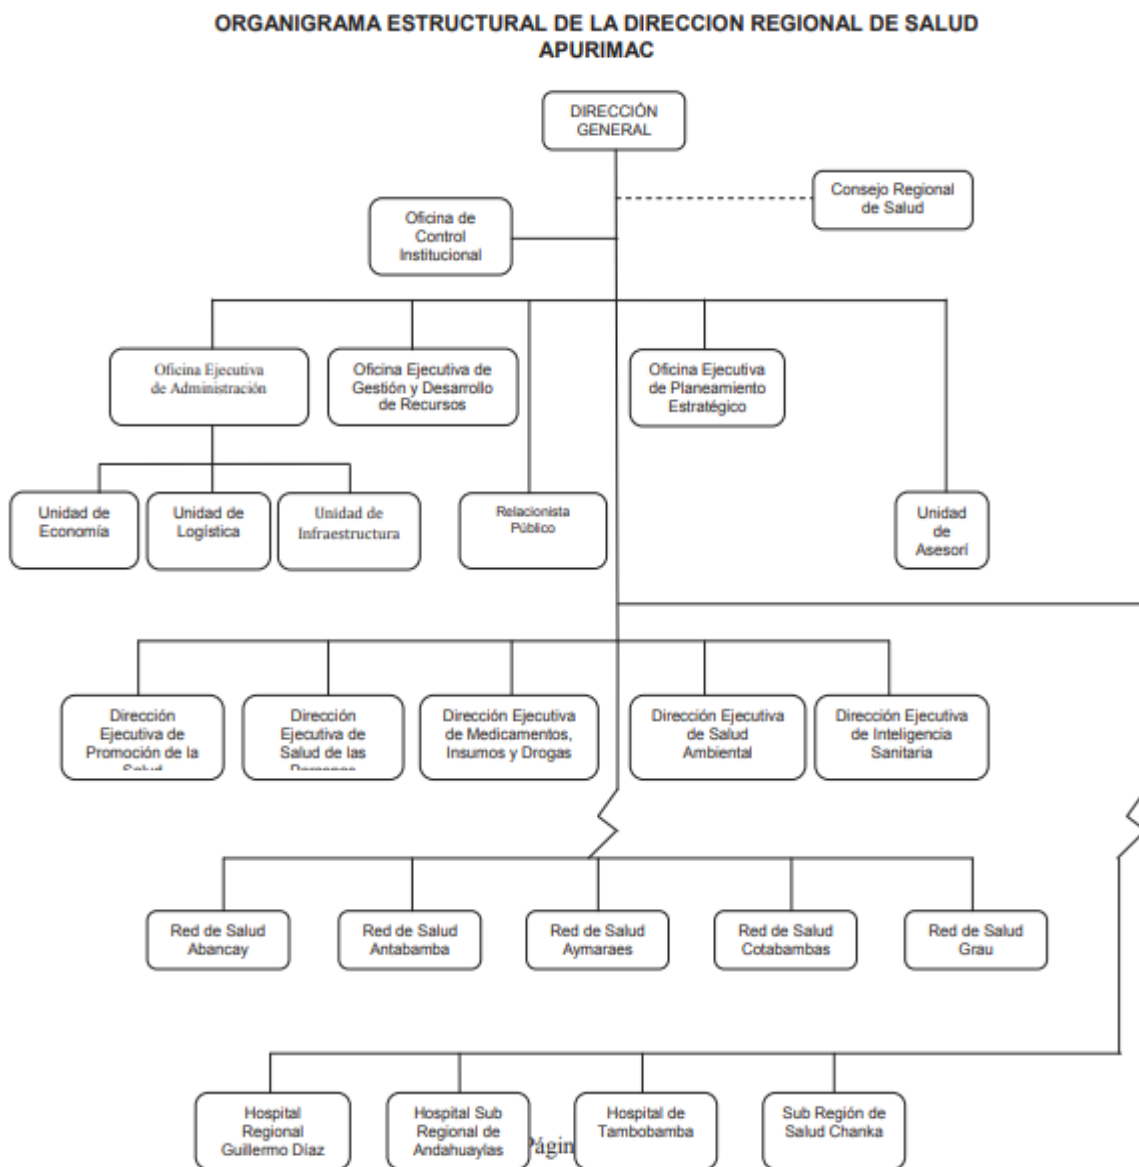 ORGANIGRAMA ESTRUCTURAL DE LA DIRECCION REGIONAL DE SALUD
APURIMAC
DIRECCIÓN
GENERAL
Consejo Regional
de Salud
Oficina de
Control
Institucional
Oficina Ejecutiva
de Administración
Oficina Ejecutiva de
Gestión y Desarrollo
de Recursos
Oficina Ejecutiva
de Planeamiento
Estratégico
Unidad de
Economía
Unidad de
Logística
Unidad de
Infraestructura
Relacionista
Público
Unidad
de
Asesorí
Dirección
Ejecutiva de
Promoción de la
Salud
Dirección
Ejecutiva de
Salud de las
Personas
Dirección Ejecutiva
de Medicamentos,
Insumos y Drogas
Dirección Ejecutiva
de Salud
Ambiental
Dirección Ejecutiva
de Inteligencia
Sanitaria
Red de Salud
Abancay
Red de Salud
Antabamba
Red de Salud
Aymaraes
Red de Salud
Cotabambas
Red de Salud
Grau
Hospital
Regional
Guillermo Díaz
Hospital Sub
Regional de
Andahuaylas
Hospital de
Tambobamba
Sub Región de
Salud Chanka
Págin